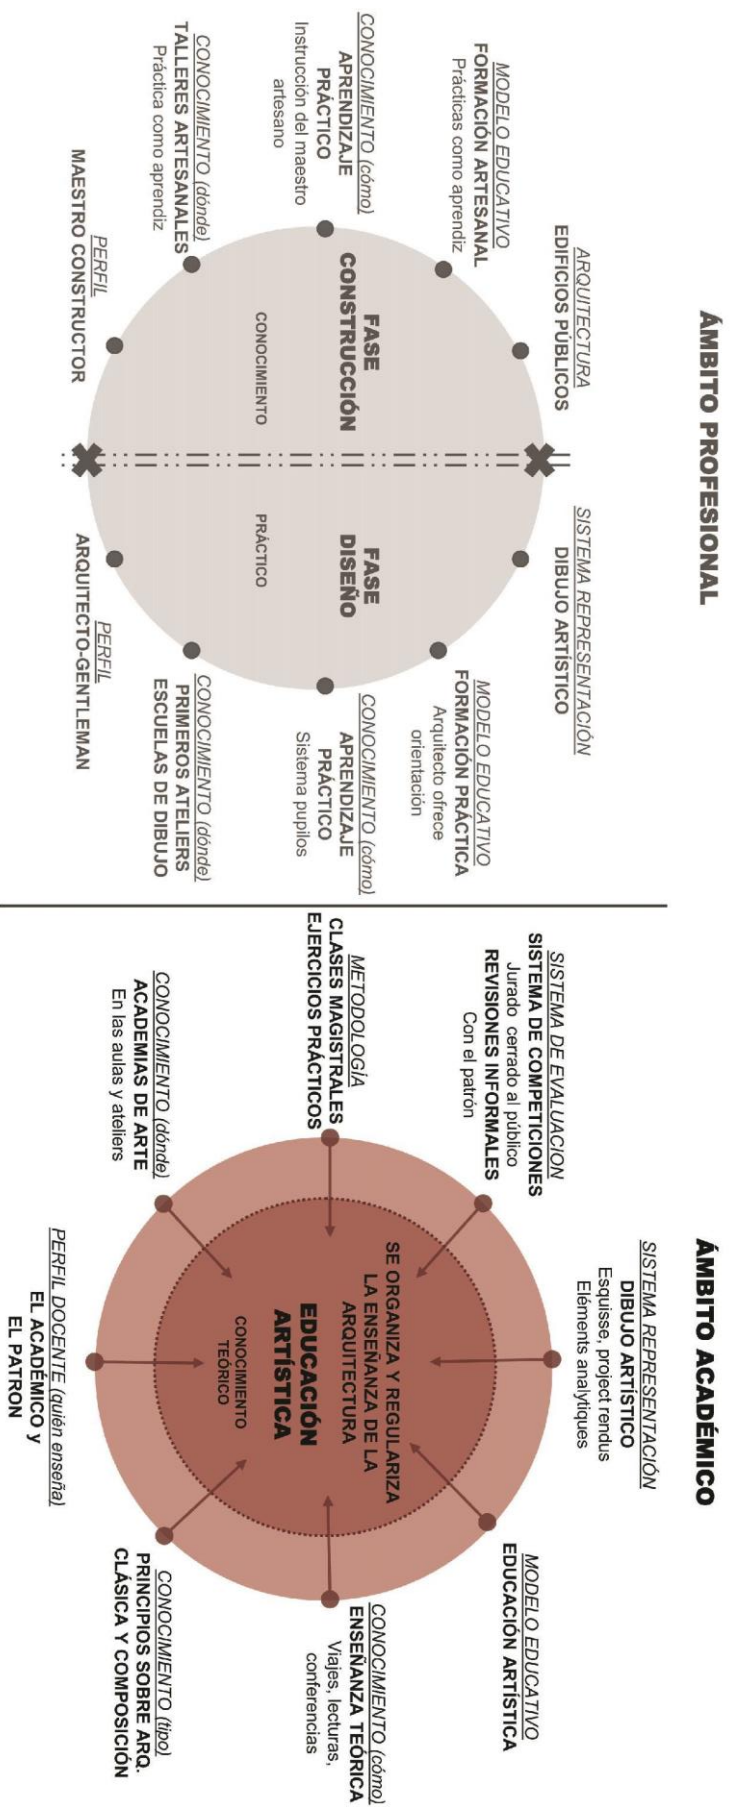 ÁMBITO PROFESIONAL
ARQUITECTURA
EDIFICIOS PÚBLICOS
MODELO EDUCATIVO
FORMACIÓN ARTESANAL
Prácticas como aprendiz
CONOCIMIENTO (cómo)
APRENDIZAJE
PRÁCTICO
Instrucción del maestro
artesano
CONOCIMIENTO (dónde)
TALLERES ARTESANALES
Práctica como aprendiz
PERFIL
MAESTRO CONSTRUCTOR
FASE
CONSTRUCCIÓN
CONOCIMIENTO
FASE
DISEÑO
PRÁCTICO
SISTEMA REPRESENTACIÓN
DIBUJO ARTÍSTICO
MODELO EDUCATIVO
FORMACIÓN PRÁCTICA
Arquitecto ofrece
orientación
CONOCIMIENTO (cómo)
APRENDIZAJE
PRÁCTICO
Sistema pupilos
CONOCIMIENTO (dónde)
PRIMEROS ATELIERS
ESCUELAS DE DIBUJO
PERFIL
ARQUITECTO-GENTLEMAN
ÁMBITO ACADÉMICO
SISTEMA DE EVALUACION
SISTEMA DE COMPETICIONES
Jurado cerrado al público
REVISIONES INFORMALES
Con el patrón
METODOLOGÍA
CLASES MAGISTRALES
EJERCICIOS PRÁCTICOS
CONOCIMIENTO (dónde)
ACADEMIAS DE ARTE
En las aulas y ateliers
PERFIL DOCENTE (quién enseña)
EL ACADÉMICO y
EL PATRON
SE ORGANIZA Y REGULARIZA
LA ENSEÑANZA DE LA
ARQUITECTURA
EDUCACIÓN
ARTÍSTICA
CONOCIMIENTO
TEÓRICO
SISTEMA REPRESENTACIÓN
DIBUJO ARTÍSTICO
Esquisse, project rendus
Eléments analytiques
MODELO EDUCATIVO
EDUCACIÓN ARTÍSTICA
CONOCIMIENTO (cómo)
ENSEÑANZA TEÓRICA
Viajes, lecturas,
conferencias
CONOCIMIENTO (tipo)
PRINCIPIOS SOBRE ARQ.
CLÁSICA Y COMPOSICIÓN